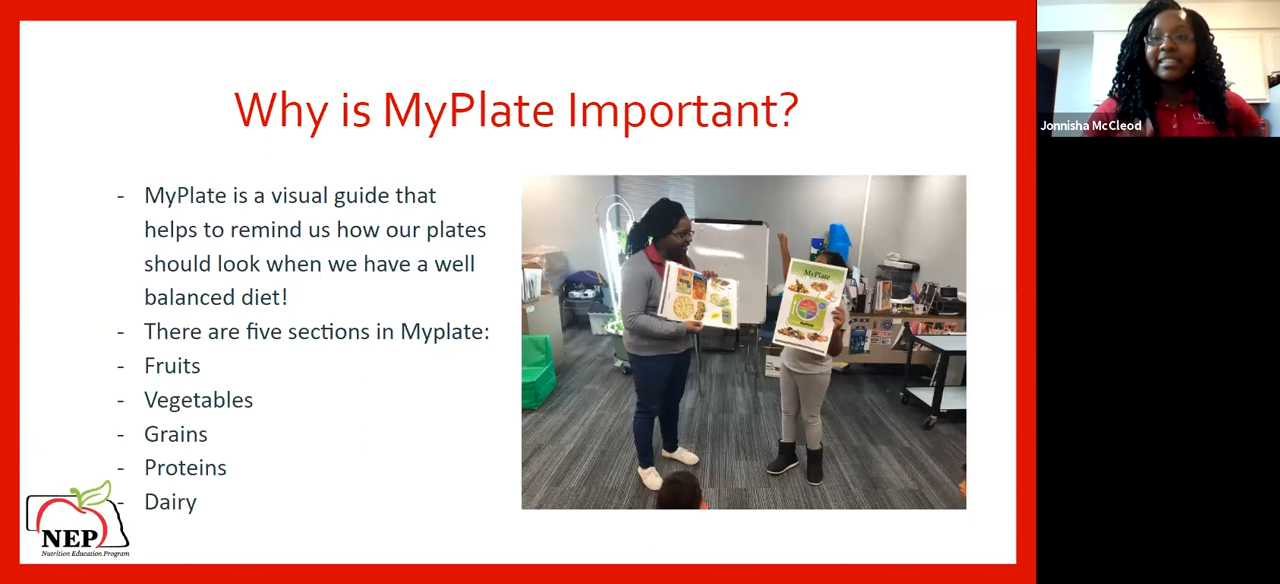 Why is MyPlate Important?
- MyPlate is a visual guide that
helps to remind us how our plates
should look when we have a well
balanced diet!
- There are five sections in Myplate:
- Fruits
- Vegetables
- Grains
- Proteins
- Dairy
NEP
Nutrition Education Program
MyPlate
Jonnisha McCleod